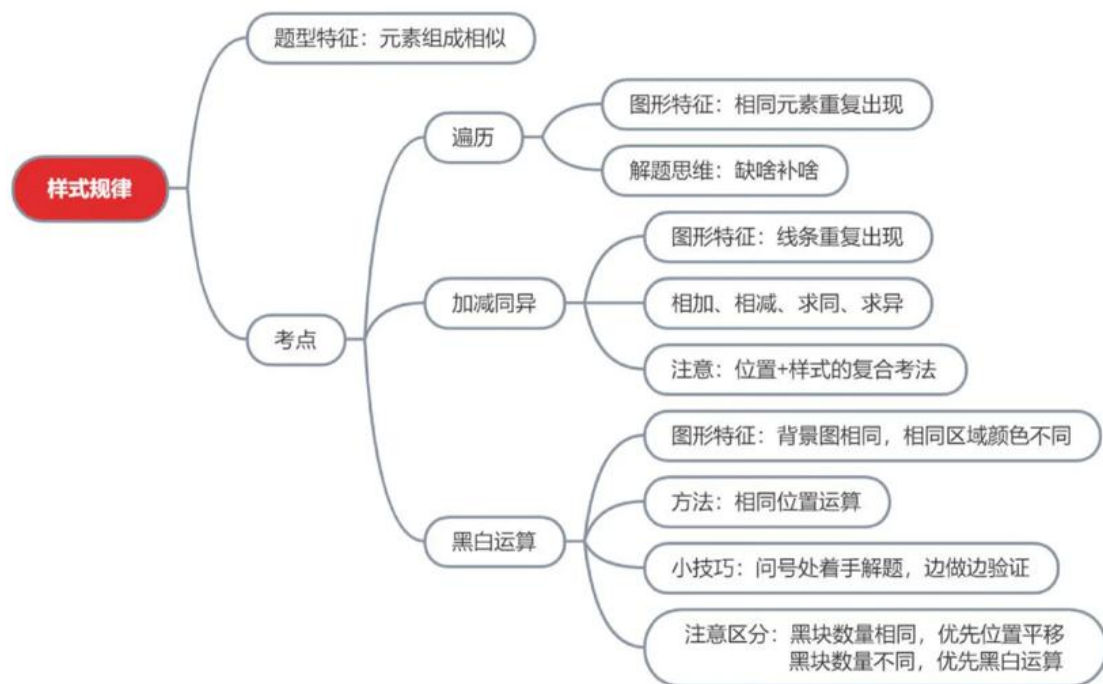 题型特征：元素组成相似
样式规律
考点
遍历
图形特征：相同元素重复出现
解题思维：缺啥补啥
加减同异
图形特征：线条重复出现
相加、相减、求同、求异
注意：位置+样式的复合考法
黑白运算
图形特征：背景图相同，相同区域颜色不同
方法：相同位置运算
小技巧：问号处着手解题，边做边验证
注意区分：黑块数量相同，优先位置平移
黑块数量不同，优先黑白运算